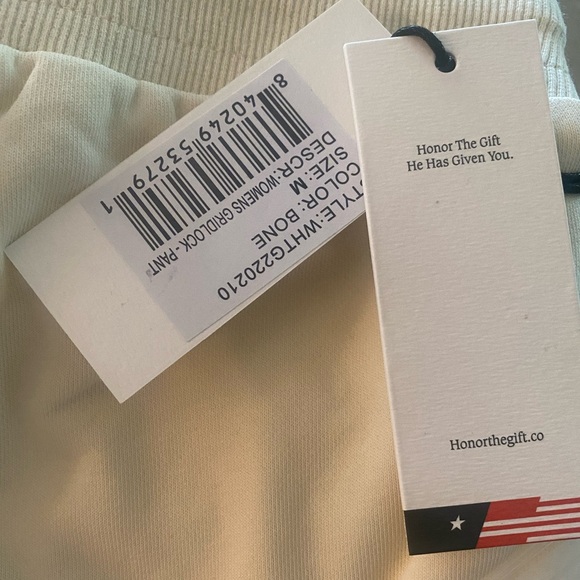 STYLE: WHTG220210
COLOR: BONE
SIZE: M
DESCR: WOMENS GRIDLOCK - PANT
8 40249 53279 1
Honor The Gift
He Has Given You.
Honorthegift.co